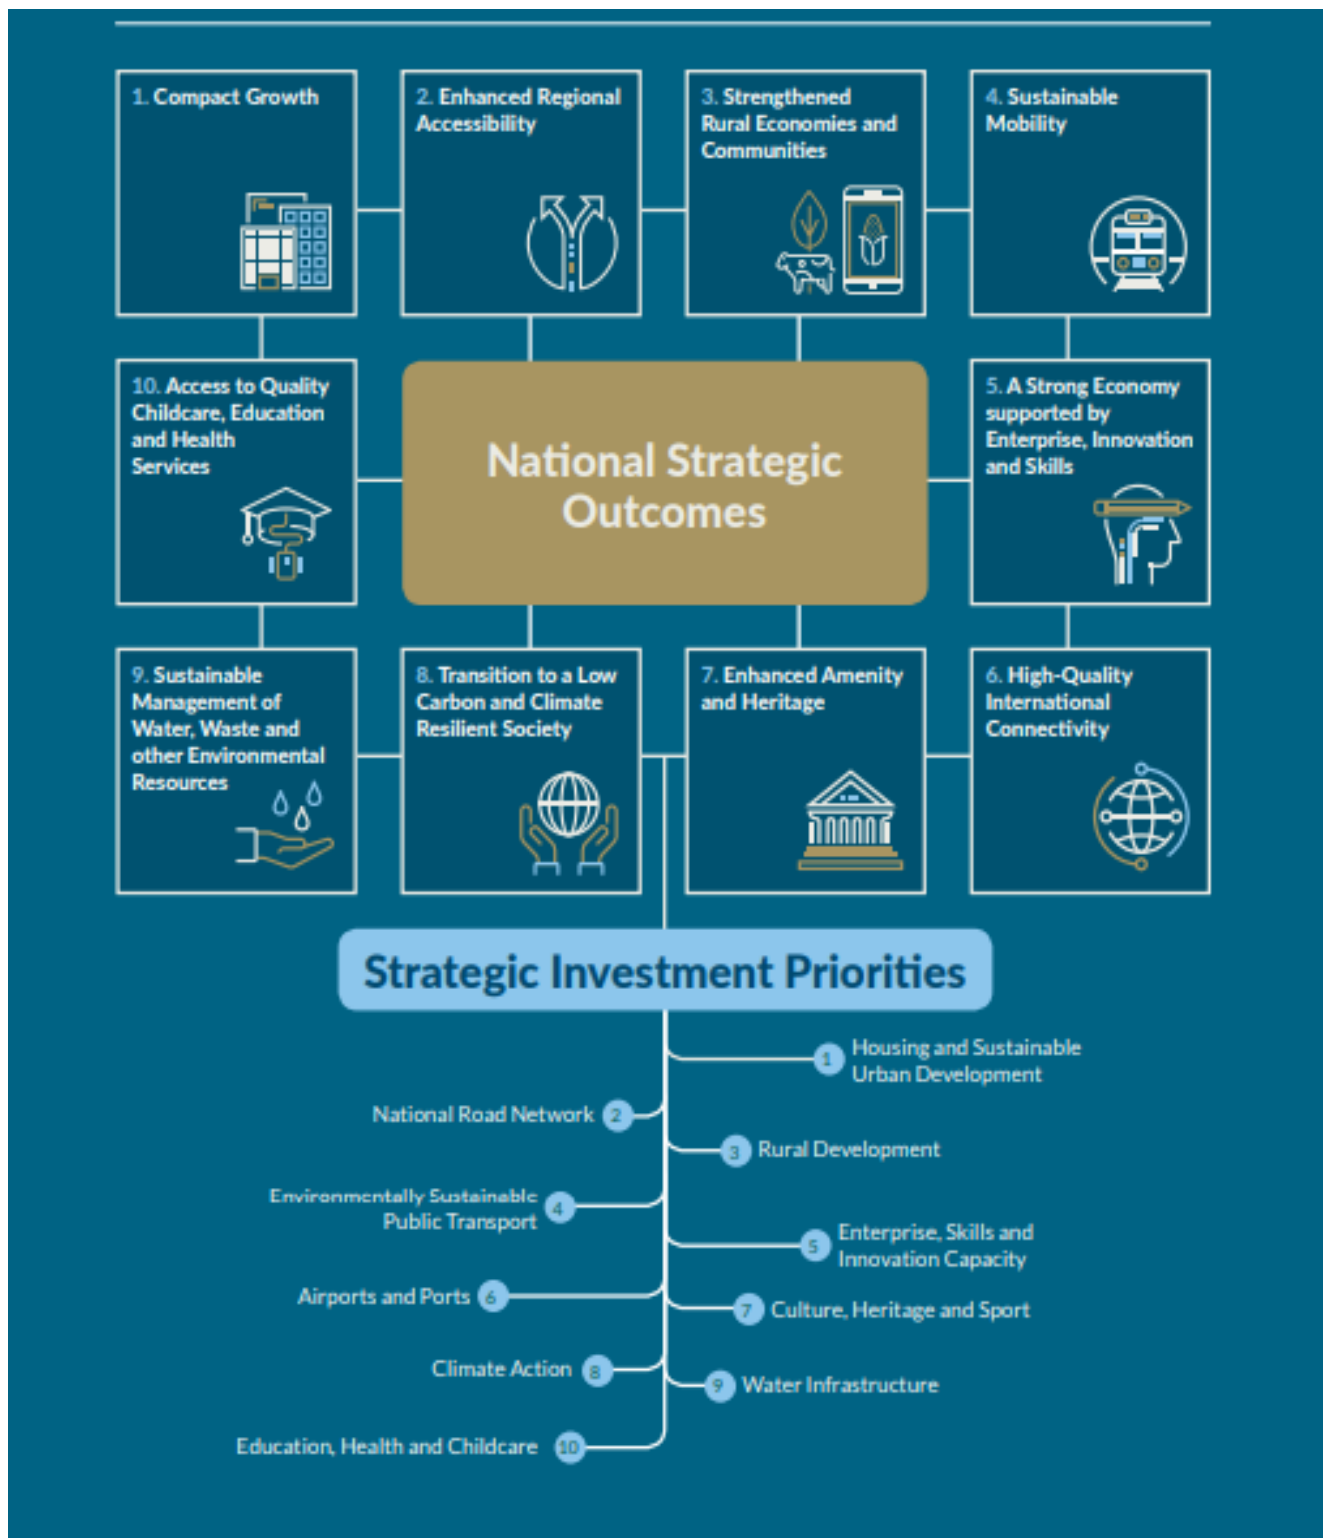 1. Compact Growth
2. Enhanced Regional
Accessibility
3. Strengthened
Rural Economies and
Communities
4. Sustainable
Mobility
10. Access to Quality
Childcare, Education
and Health
Services
National Strategic
Outcomes
5. A Strong Economy
supported by
Enterprise, Innovation
and Skills
9. Sustainable
Management of
Water, Waste and
other Environmental
Resources
8. Transition to a Low
Carbon and Climate
Resilient Society
7. Enhanced Amenity
and Heritage
6. High-Quality
International
Connectivity
Strategic Investment Priorities
1 Housing and Sustainable
Urban Development
National Road Network 2
3 Rural Development
Environmentally Sustainable
Public Transport 4
5 Enterprise, Skills and
Innovation Capacity
Airports and Ports 6
7 Culture, Heritage and Sport
Climate Action 8
9 Water Infrastructure
Education, Health and Childcare 10